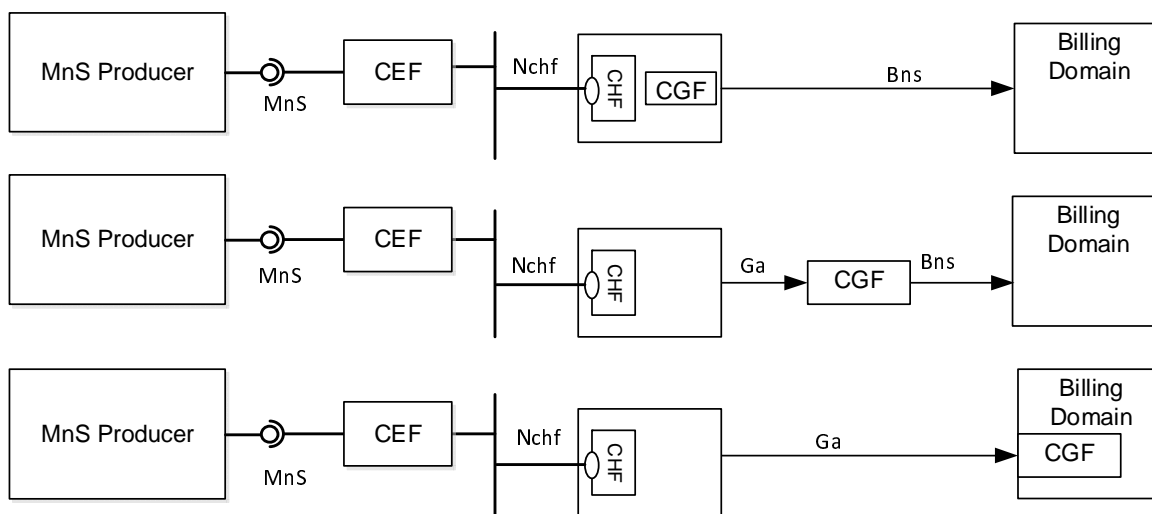 MnS Producer
MnS
CEF
Nchf
CHF
CGF
Bns
Billing
Domain
MnS Producer
MnS
CEF
Nchf
CHF
Ga
CGF
Bns
Billing
Domain
MnS Producer
MnS
CEF
Nchf
CHF
Ga
Billing
Domain
CGF